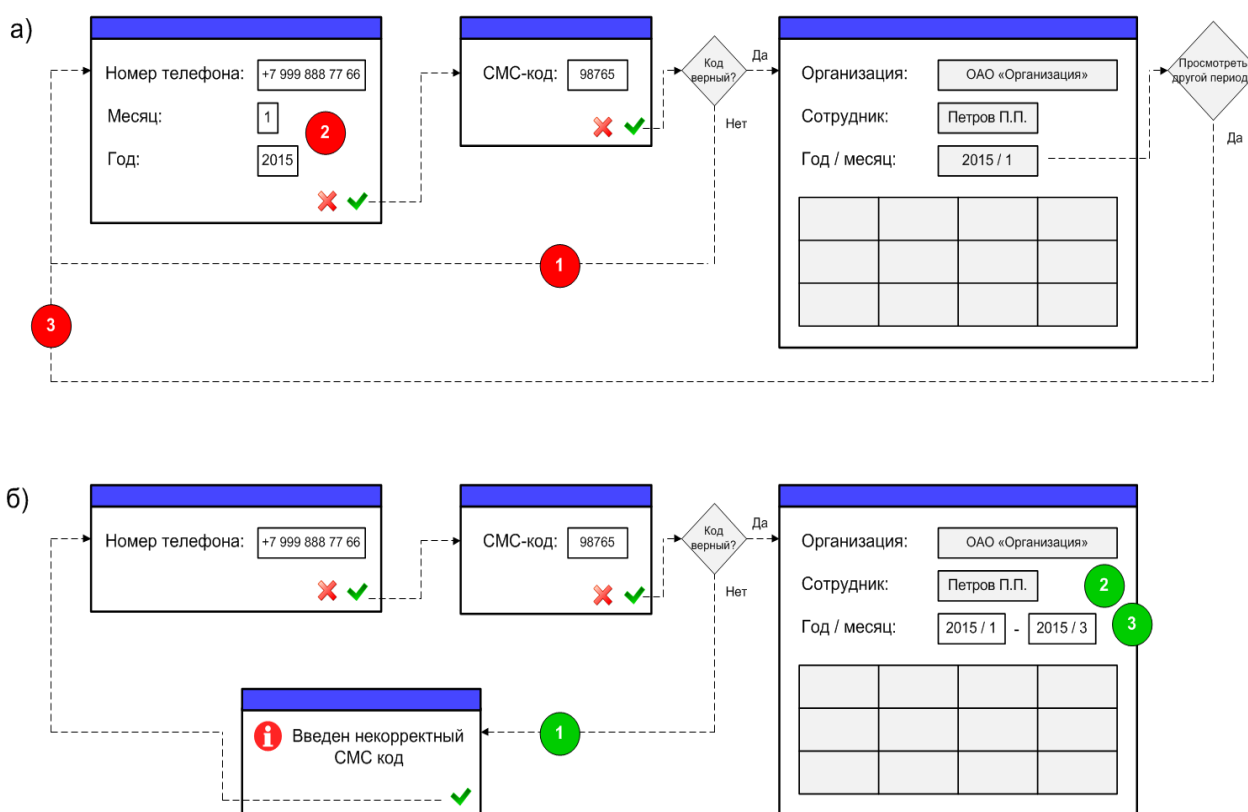 а)
Номер телефона: +7 999 888 77 66
Месяц: 1
Год: 2015
2
СМС-код: 98765
Код
верный?
Да
Нет
Организация: ОАО «Организация»
Сотрудник: Петров П.П.
Год / месяц: 2015 / 1
Просмотреть
другой период
Да
1
3
б)
Номер телефона: +7 999 888 77 66
СМС-код: 98765
Код
верный?
Да
Нет
Организация: ОАО «Организация»
Сотрудник: Петров П.П.
2
Год / месяц: 2015 / 1 - 2015 / 3
3
i
Введен некорректный
СМС код
1